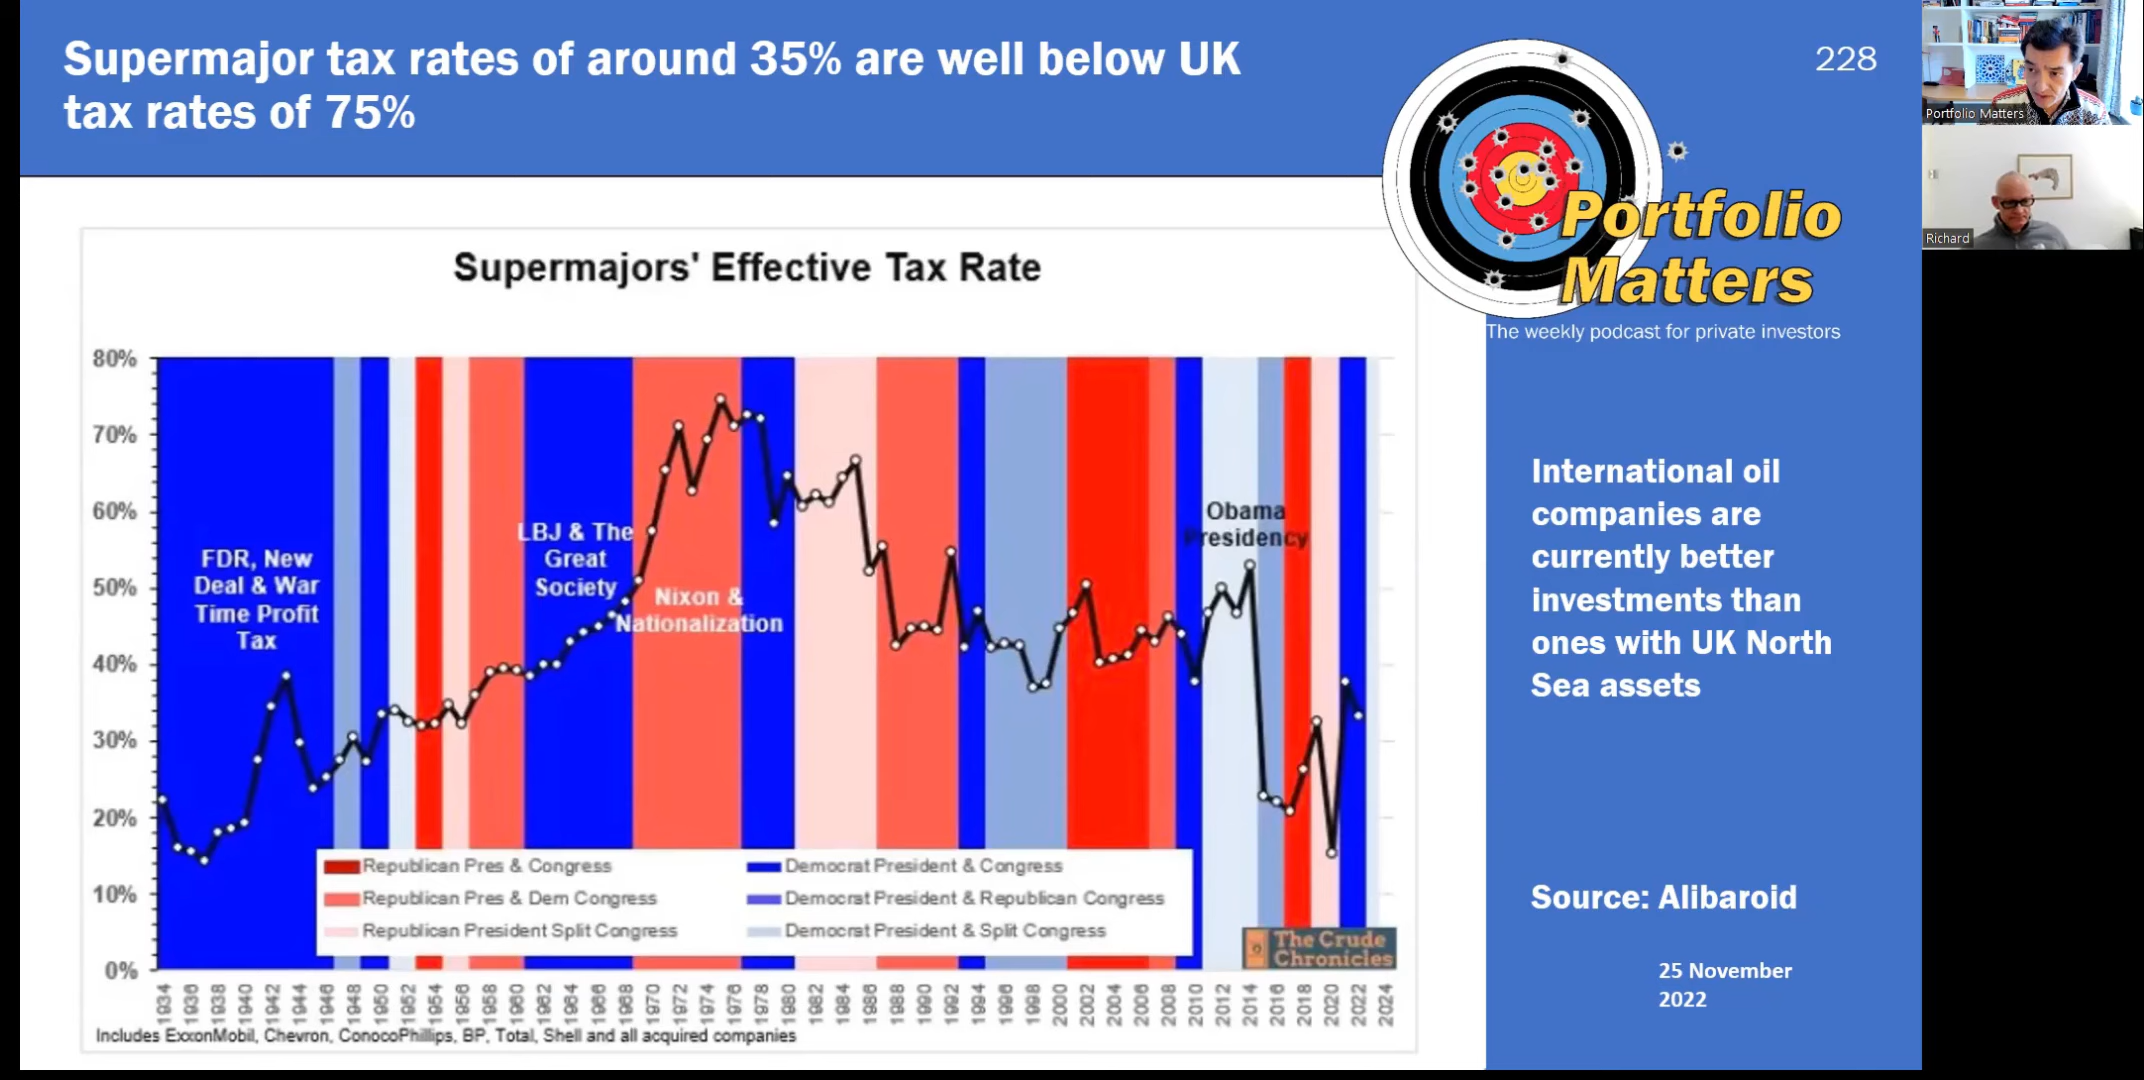 Supermajor tax rates of around 35% are well below UK
tax rates of 75%
228
Portfolio Matters
Richard
Portfolio
Matters
The weekly podcast for private investors
Supermajors' Effective Tax Rate
80%
70%
60%
50%
40%
30%
20%
10%
0%
FDR, New
Deal & War
Time Profit
Tax
LBJ & The
Great
Society
Nixon &
Nationalization
Obama
Presidency
Republican Pres & Congress
Democrat President & Congress
Republican Pres & Dem Congress
Democrat President & Republican Congress
Republican President Split Congress
Democrat President & Split Congress
The Crude
Chronicles
1934
1936
1938
1940
1942
1944
1946
1948
1950
1952
1954
1956
1958
1960
1962
1964
1966
1968
1970
1972
1974
1976
1978
1980
1982
1984
1986
1988
1990
1992
1994
1996
1998
2000
2002
2004
2006
2008
2010
2012
2014
2016
2018
2020
2022
2024
Includes ExxonMobil, Chevron, ConocoPhillips, BP, Total, Shell and all acquired companies
International oil
companies are
currently better
investments than
ones with UK North
Sea assets
Source: Alibaroid
25 November
2022